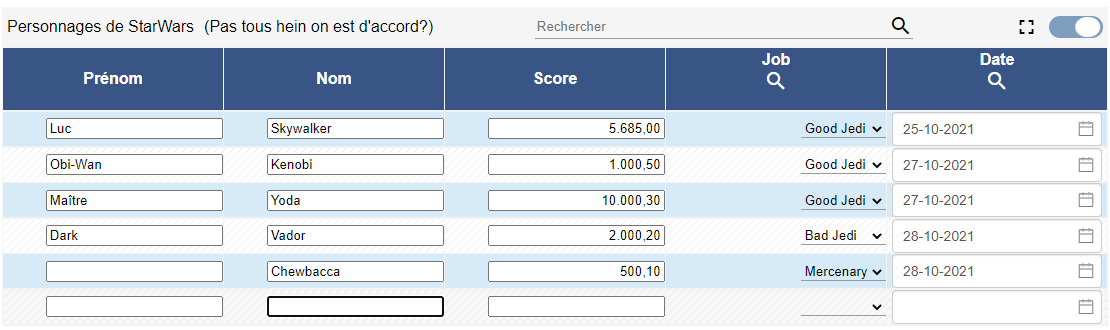 Personnages de StarWars (Pas tous hein on est d'accord?) Rechercher
Prénom Nom Score Job Date
Luc Skywalker 5.685,00 Good Jedi 25-10-2021
Obi-Wan Kenobi 1.000,50 Good Jedi 27-10-2021
Maître Yoda 10.000,30 Good Jedi 27-10-2021
Dark Vador 2.000,20 Bad Jedi 28-10-2021
Chewbacca 500,10 Mercenary 28-10-2021